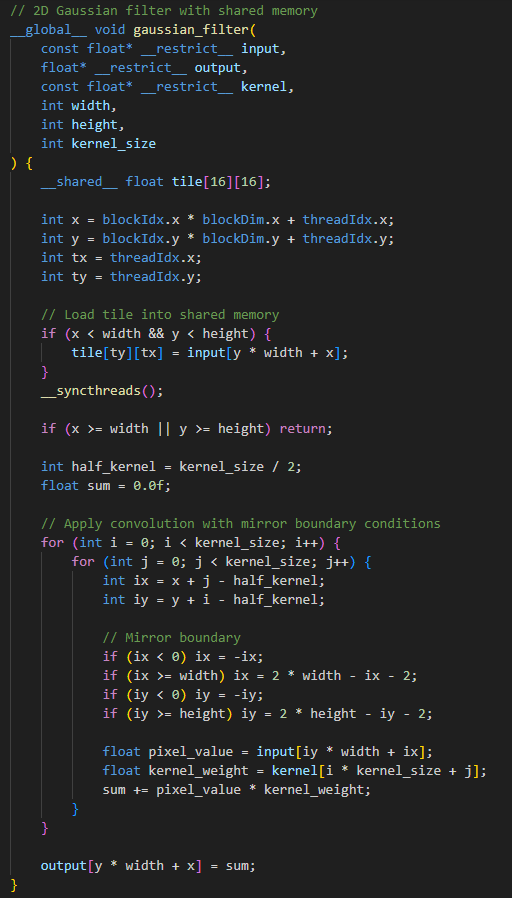 // 2D Gaussian filter with shared memory
__global__ void gaussian_filter(
    const float* __restrict__ input,
    float* __restrict__ output,
    const float* __restrict__ kernel,
    int width,
    int height,
    int kernel_size
) {
    __shared__ float tile[16][16];

    int x = blockIdx.x * blockDim.x + threadIdx.x;
    int y = blockIdx.y * blockDim.y + threadIdx.y;
    int tx = threadIdx.x;
    int ty = threadIdx.y;

    // Load tile into shared memory
    if (x < width && y < height) {
        tile[ty][tx] = input[y * width + x];
    }
    __syncthreads();

    if (x >= width || y >= height) return;

    int half_kernel = kernel_size / 2;
    float sum = 0.0f;

    // Apply convolution with mirror boundary conditions
    for (int i = 0; i < kernel_size; i++) {
        for (int j = 0; j < kernel_size; j++) {
            int ix = x + j - half_kernel;
            int iy = y + i - half_kernel;

            // Mirror boundary
            if (ix < 0) ix = -ix;
            if (ix >= width) ix = 2 * width - ix - 2;
            if (iy < 0) iy = -iy;
            if (iy >= height) iy = 2 * height - iy - 2;

            float pixel_value = input[iy * width + ix];
            float kernel_weight = kernel[i * kernel_size + j];
            sum += pixel_value * kernel_weight;
        }
    }

    output[y * width + x] = sum;
}